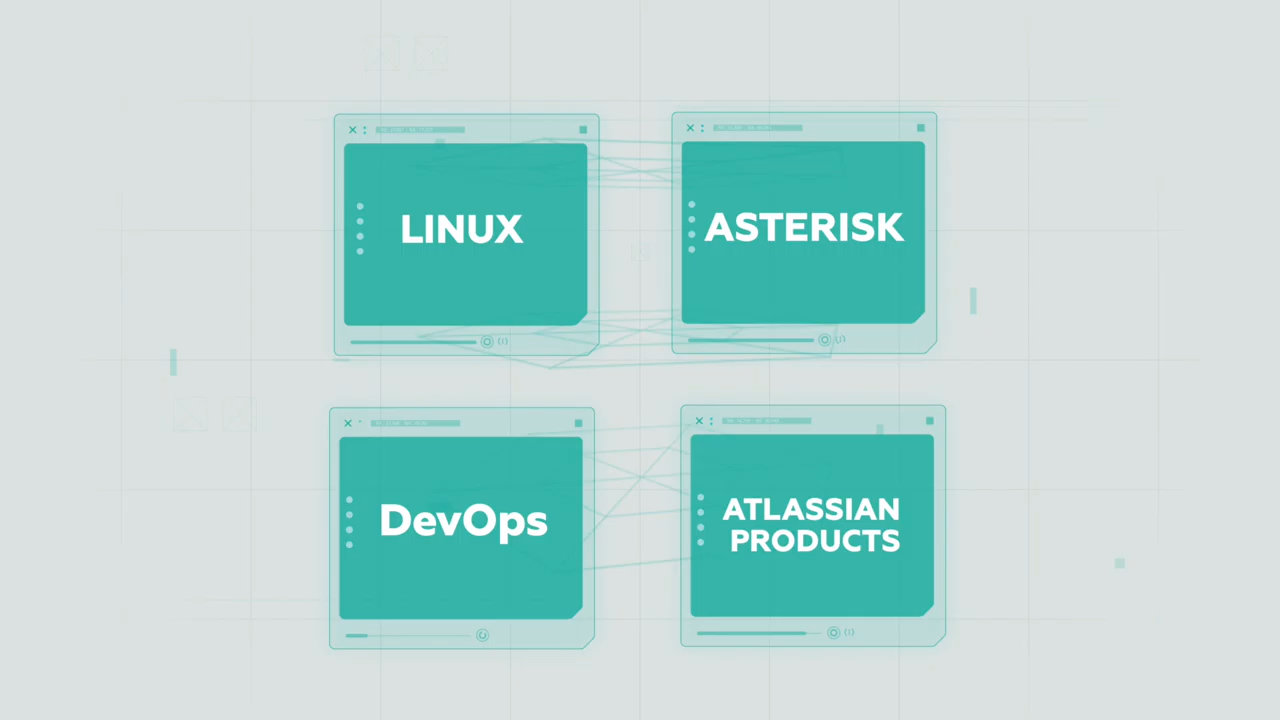 LINUX
ASTERISK
DevOps
ATLASSIAN
PRODUCTS